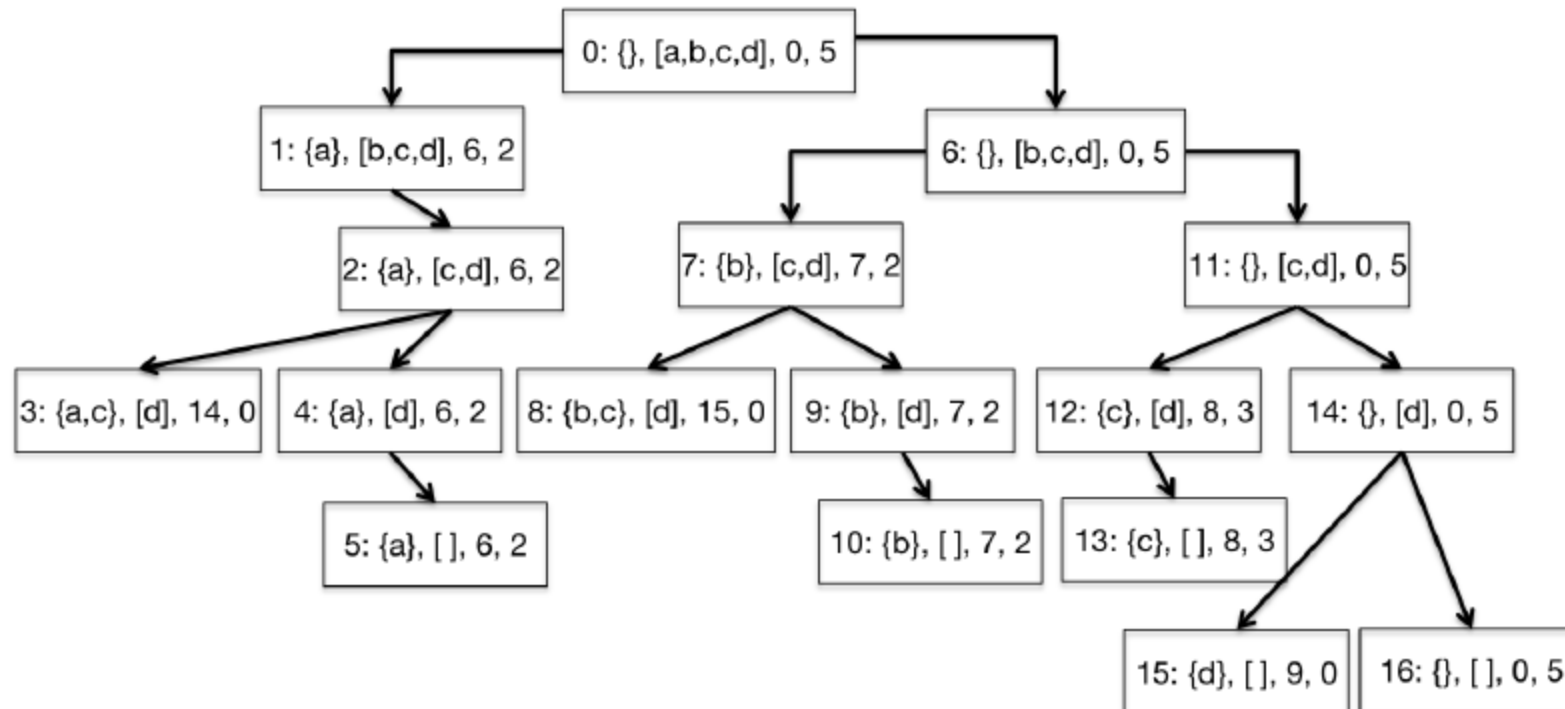 0: {}, [a,b,c,d], 0, 5
1: {a}, [b,c,d], 6, 2
6: {}, [b,c,d], 0, 5
2: {a}, [c,d], 6, 2
7: {b}, [c,d], 7, 2
11: {}, [c,d], 0, 5
3: {a,c}, [d], 14, 0
4: {a}, [d], 6, 2
8: {b,c}, [d], 15, 0
9: {b}, [d], 7, 2
12: {c}, [d], 8, 3
14: {}, [d], 0, 5
5: {a}, [ ], 6, 2
10: {b}, [ ], 7, 2
13: {c}, [ ], 8, 3
15: {d}, [ ], 9, 0
16: {}, [ ], 0, 5